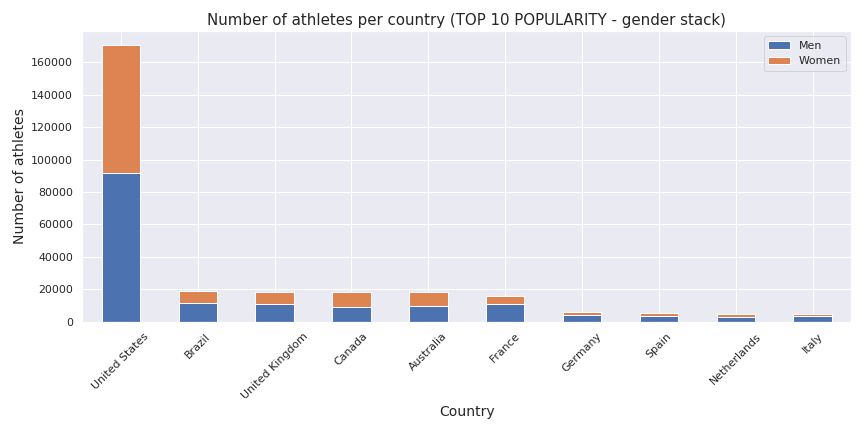 Number of athletes per country (TOP 10 POPULARITY - gender stack)
Men
Women
Number of athletes
160000
140000
120000
100000
80000
60000
40000
20000
0
United States
Brazil
United Kingdom
Canada
Australia
France
Germany
Spain
Netherlands
Italy
Country